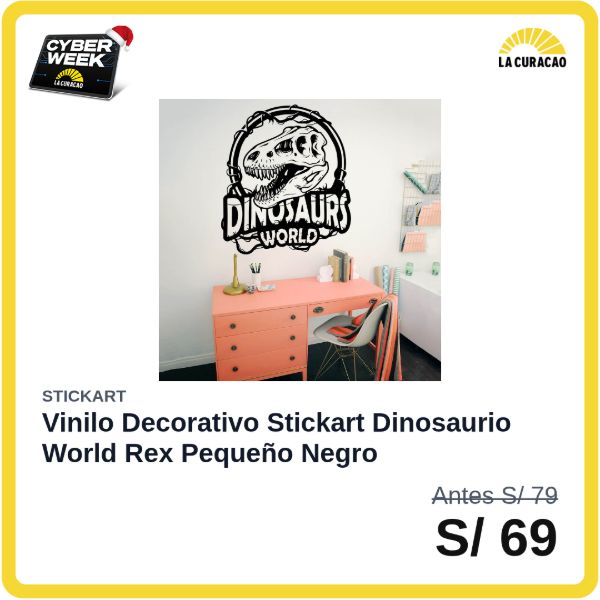 CYBER
WEEK
LA CURACAO
LA CURACAO
DINOSAURS
WORLD
STICKART
Vinilo Decorativo Stickart Dinosaurio
World Rex Pequeño Negro
Antes S/ 79
S/ 69